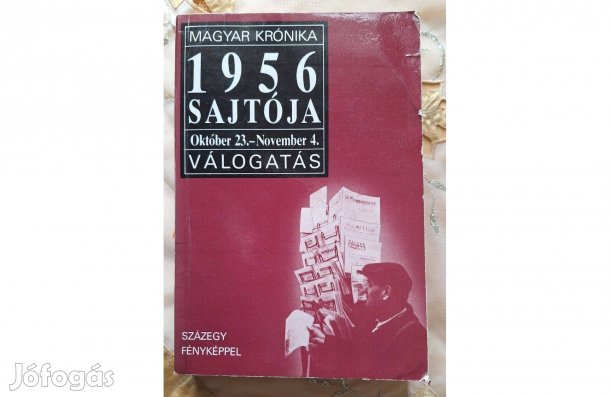 MAGYAR KRÓNIKA
1956
SAJTÓJA
Október 23.–November 4.
VÁLOGATÁS
SZÁZEGY
FÉNYKÉPPEL
Jófogás